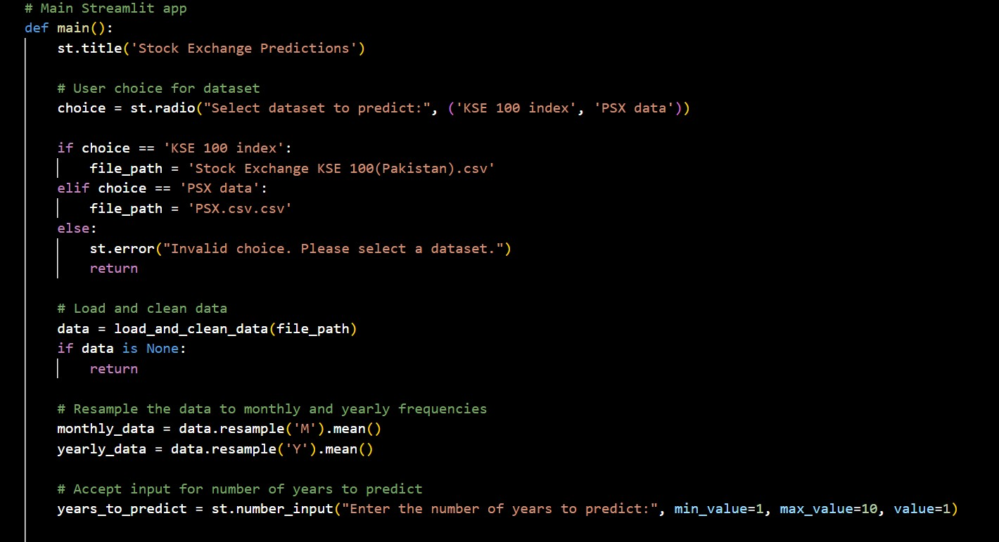 # Main Streamlit app
def main():
    st.title('Stock Exchange Predictions')

    # User choice for dataset
    choice = st.radio("Select dataset to predict:", ('KSE 100 index', 'PSX data'))

    if choice == 'KSE 100 index':
        file_path = 'Stock Exchange KSE 100(Pakistan).csv'
    elif choice == 'PSX data':
        file_path = 'PSX.csv.csv'
    else:
        st.error("Invalid choice. Please select a dataset.")
        return

    # Load and clean data
    data = load_and_clean_data(file_path)
    if data is None:
        return

    # Resample the data to monthly and yearly frequencies
    monthly_data = data.resample('M').mean()
    yearly_data = data.resample('Y').mean()

    # Accept input for number of years to predict
    years_to_predict = st.number_input("Enter the number of years to predict:", min_value=1, max_value=10, value=1)